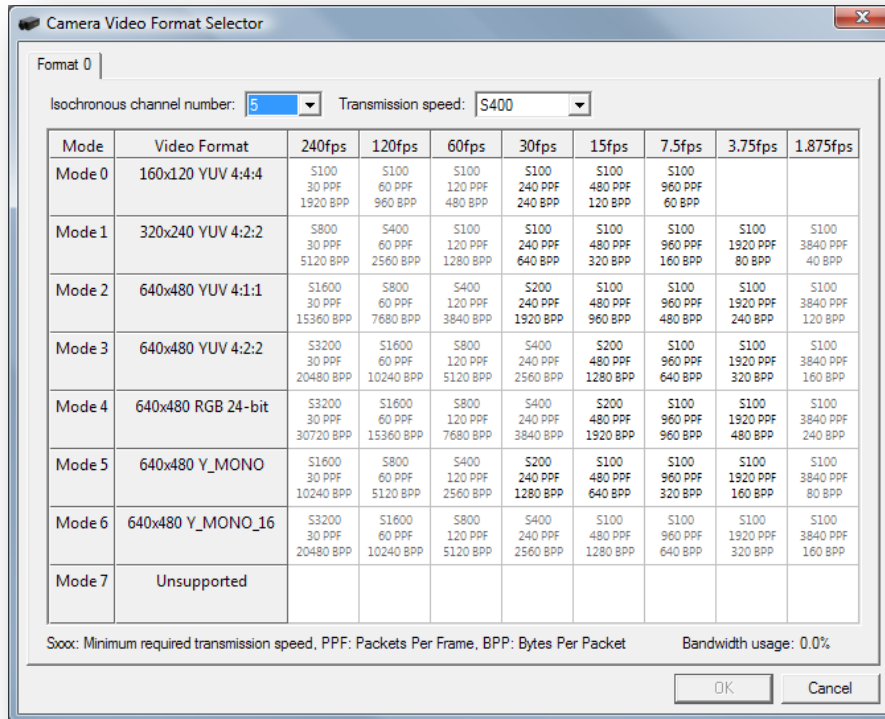 Camera Video Format Selector
Format 0
Isochronous channel number: 5 Transmission speed: S400
Mode Video Format 240fps 120fps 60fps 30fps 15fps 7.5fps 3.75fps 1.875fps
Mode 0 160x120 YUV 4:4:4 S100 S100 S100 S100 S100 S100
30 PPF 60 PPF 120 PPF 240 PPF 480 PPF 960 PPF
1920 BPP 960 BPP 480 BPP 240 BPP 120 BPP 60 BPP
Mode 1 320x240 YUV 4:2:2 S800 S400 S100 S100 S100 S100 S100 S100
30 PPF 60 PPF 120 PPF 240 PPF 480 PPF 960 PPF 1920 PPF 3840 PPF
5120 BPP 2560 BPP 1280 BPP 640 BPP 320 BPP 160 BPP 80 BPP 40 BPP
Mode 2 640x480 YUV 4:1:1 S1600 S800 S400 S200 S100 S100 S100 S100
30 PPF 60 PPF 120 PPF 240 PPF 480 PPF 960 PPF 1920 PPF 3840 PPF
15360 BPP 7680 BPP 3840 BPP 1920 BPP 960 BPP 480 BPP 240 BPP 120 BPP
Mode 3 640x480 YUV 4:2:2 S3200 S1600 S800 S400 S200 S100 S100 S100
30 PPF 60 PPF 120 PPF 240 PPF 480 PPF 960 PPF 1920 PPF 3840 PPF
20480 BPP 10240 BPP 5120 BPP 2560 BPP 1280 BPP 640 BPP 320 BPP 160 BPP
Mode 4 640x480 RGB 24-bit S3200 S1600 S800 S400 S200 S100 S100 S100
30 PPF 60 PPF 120 PPF 240 PPF 480 PPF 960 PPF 1920 PPF 3840 PPF
30720 BPP 15360 BPP 7680 BPP 3840 BPP 1920 BPP 960 BPP 480 BPP 240 BPP
Mode 5 640x480 Y_MONO S1600 S800 S400 S200 S100 S100 S100 S100
30 PPF 60 PPF 120 PPF 240 PPF 480 PPF 960 PPF 1920 PPF 3840 PPF
10240 BPP 5120 BPP 2560 BPP 1280 BPP 640 BPP 320 BPP 160 BPP 80 BPP
Mode 6 640x480 Y_MONO_16 S3200 S1600 S800 S400 S100 S100 S100 S100
30 PPF 60 PPF 120 PPF 240 PPF 480 PPF 960 PPF 1920 PPF 3840 PPF
20480 BPP 10240 BPP 5120 BPP 2560 BPP 1280 BPP 640 BPP 320 BPP 160 BPP
Mode 7 Unsupported
Sxxx: Minimum required transmission speed, PPF: Packets Per Frame, BPP: Bytes Per Packet Bandwidth usage: 0.0%
OK Cancel